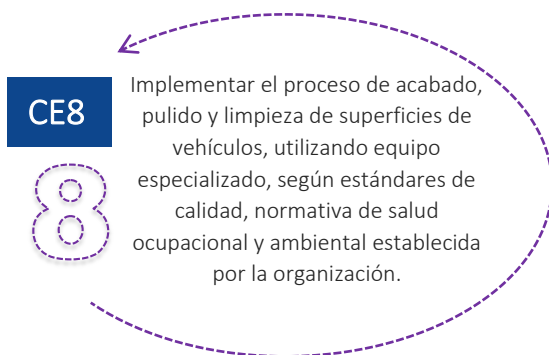 CE8
8
Implementar el proceso de acabado,
pulido y limpieza de superficies de
vehículos, utilizando equipo
especializado, según estándares de
calidad, normativa de salud
ocupacional y ambiental establecida
por la organización.